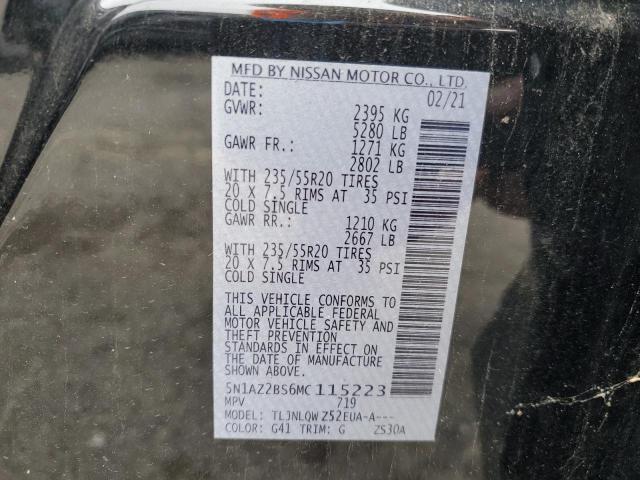 MFD BY NISSAN MOTOR CO., LTD.
DATE: 02/21
GVWR: 2395 KG
5280 LB
GAWR FR.: 1271 KG
2802 LB
WITH 235/55R20 TIRES
20 X 7.5 RIMS AT 35 PSI
COLD SINGLE
GAWR RR.: 1210 KG
2667 LB
WITH 235/55R20 TIRES
20 X 7.5 RIMS AT 35 PSI
COLD SINGLE
THIS VEHICLE CONFORMS TO
ALL APPLICABLE FEDERAL
MOTOR VEHICLE SAFETY AND
THEFT PREVENTION
STANDARDS IN EFFECT ON
THE DATE OF MANUFACTURE
SHOWN ABOVE.
5N1AZ2BS6MC 115223
MPV 719
MODEL: TLJNLQW Z52EUA-A---
COLOR: G41 TRIM: G ZS30A